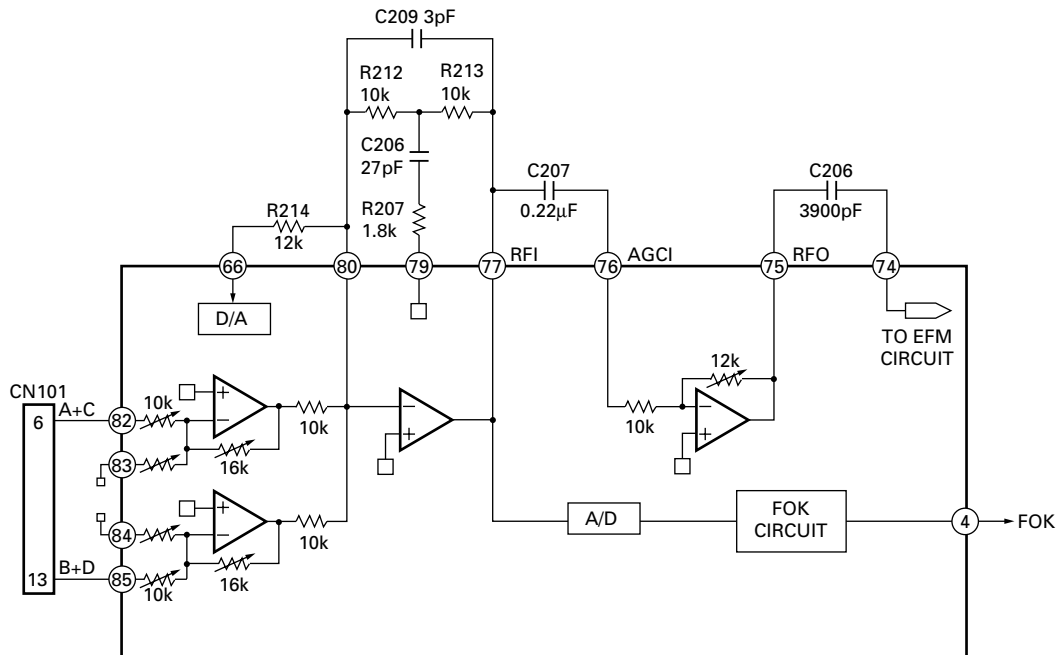 C209 3pF
R212
10k
R213
10k
C206
27pF
R207
1.8k
C207
0.22µF
C206
3900pF
R214
12k
66
80
79
77
RFI
76
AGCI
75
RFO
74
D/A
TO EFM
CIRCUIT
12k
10k
CN101
6
A+C
82
10k
+
−
83
16k
10k
−
+
−
+
84
+
−
10k
13
B+D
85
10k
16k
A/D
FOK
CIRCUIT
4
FOK